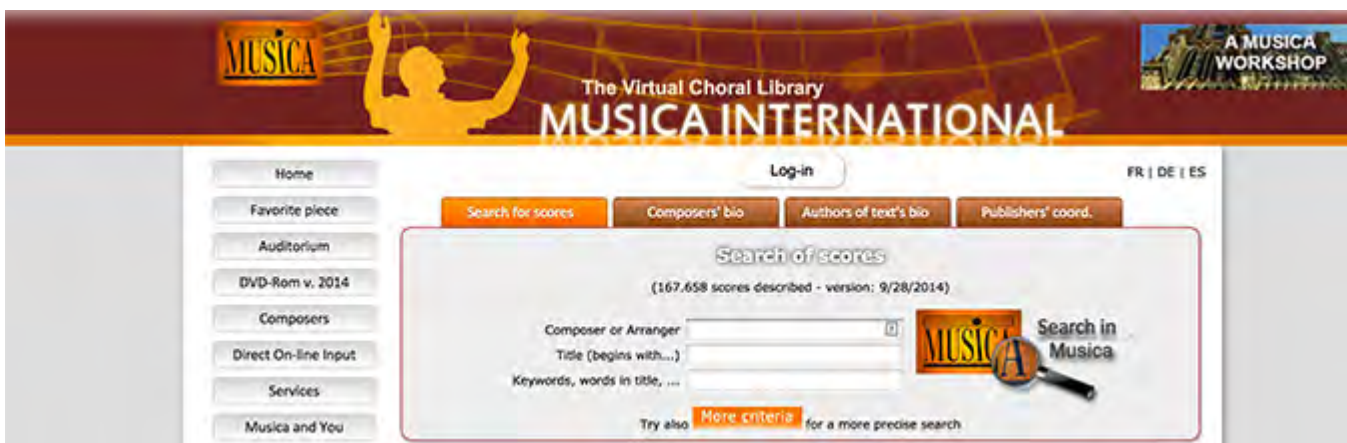 MUSICA
A MUSICA
WORKSHOP
The Virtual Choral Library
MUSICA INTERNATIONAL
Log-in
FR | DE | ES
Home
Favorite piece
Auditorium
DVD-Rom v. 2014
Composers
Direct On-line Input
Services
Musica and You
Search for scores
Composers' bio
Authors of text's bio
Publishers' coord.
Search of scores
(167.658 scores described - version: 9/28/2014)
Composer or Arranger
Title (begins with...)
Keywords, words in title, ...
MUSICA
Search in
Musica
Try also More criteria for a more precise search